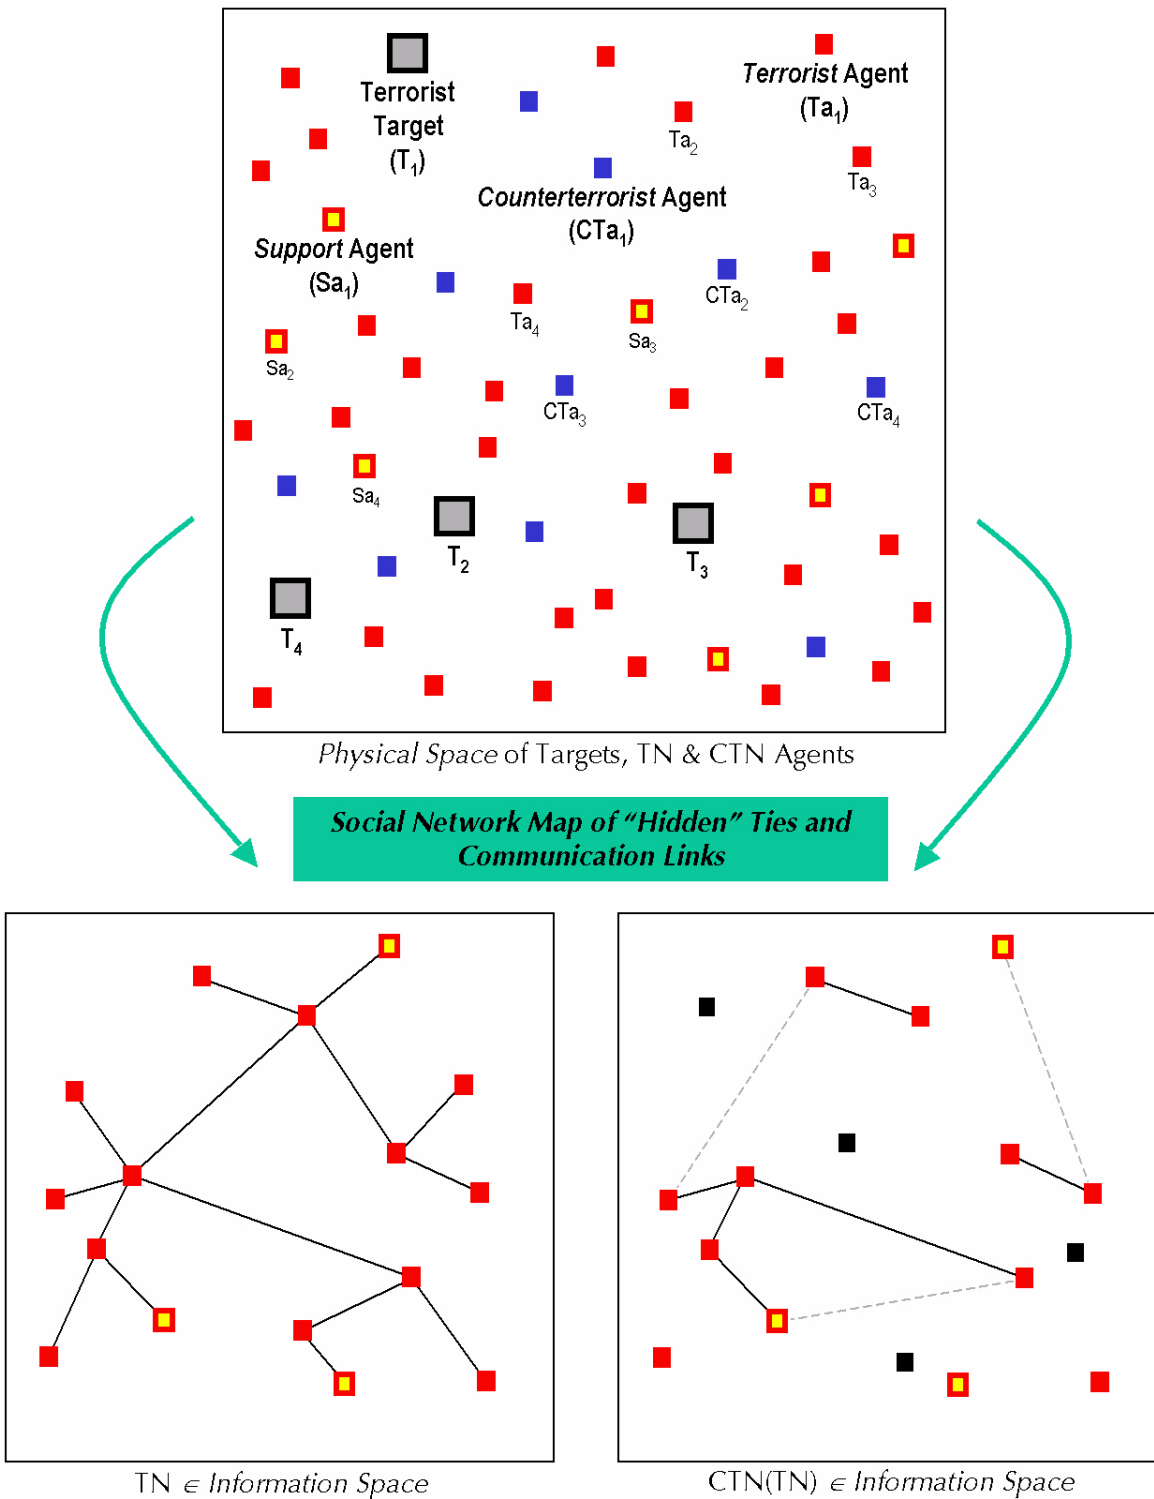 Terrorist
Target
(T1)
Terrorist Agent
(Ta1)
Ta2
Ta3
Counterterrorist Agent
(CTa1)
Support Agent
(Sa1)
CTa2
Ta4
Sa3
Sa2
CTa3
CTa4
Sa4
T2
T3
T4
Physical Space of Targets, TN & CTN Agents
Social Network Map of “Hidden” Ties and
Communication Links
TN ∈ Information Space
CTN(TN) ∈ Information Space